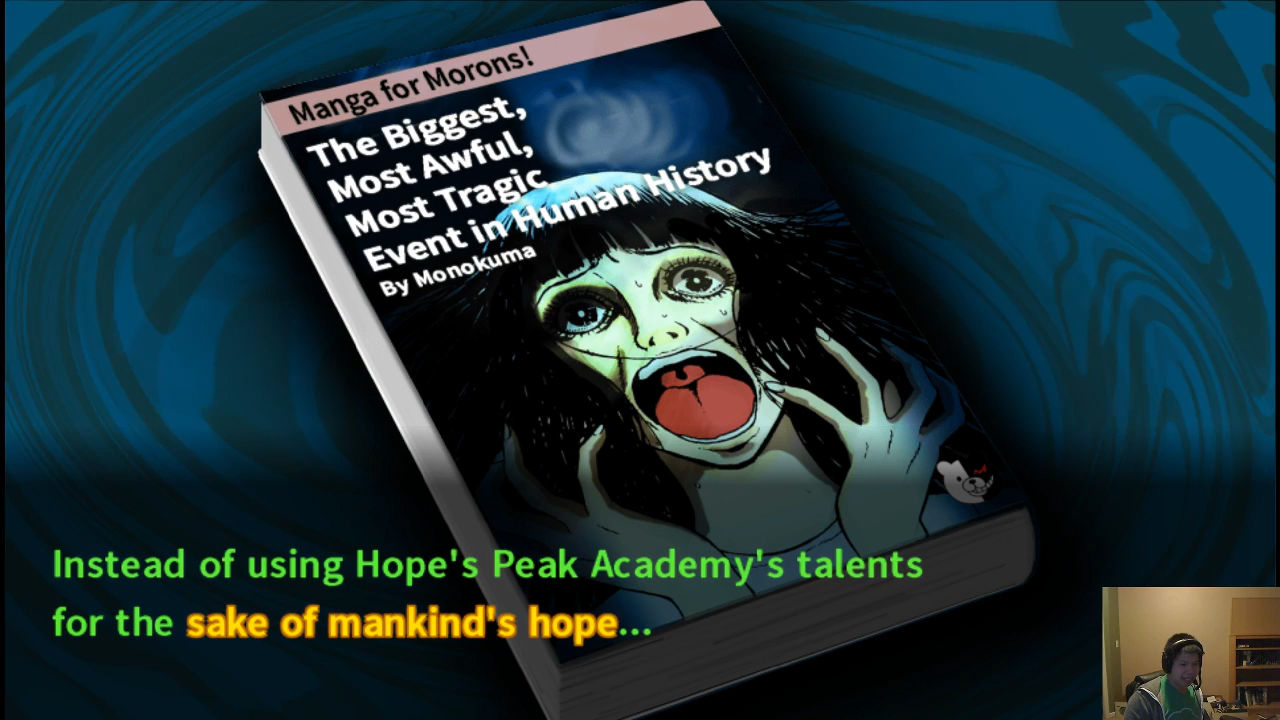 Manga for Morons!
The Biggest,
Most Awful,
Most Tragic
Event in Human History
By Monokuma
Instead of using Hope's Peak Academy's talents
for the sake of mankind's hope...